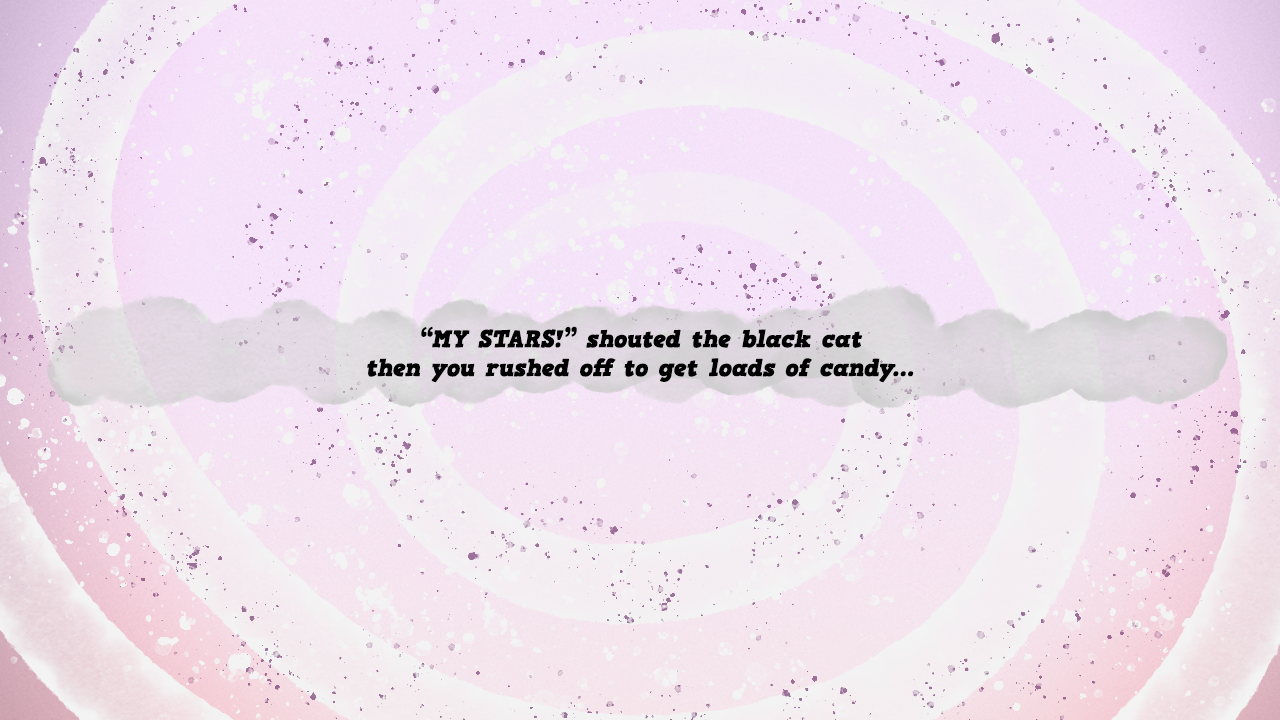 “MY STARS!” shouted the black cat
then you rushed off to get loads of candy...